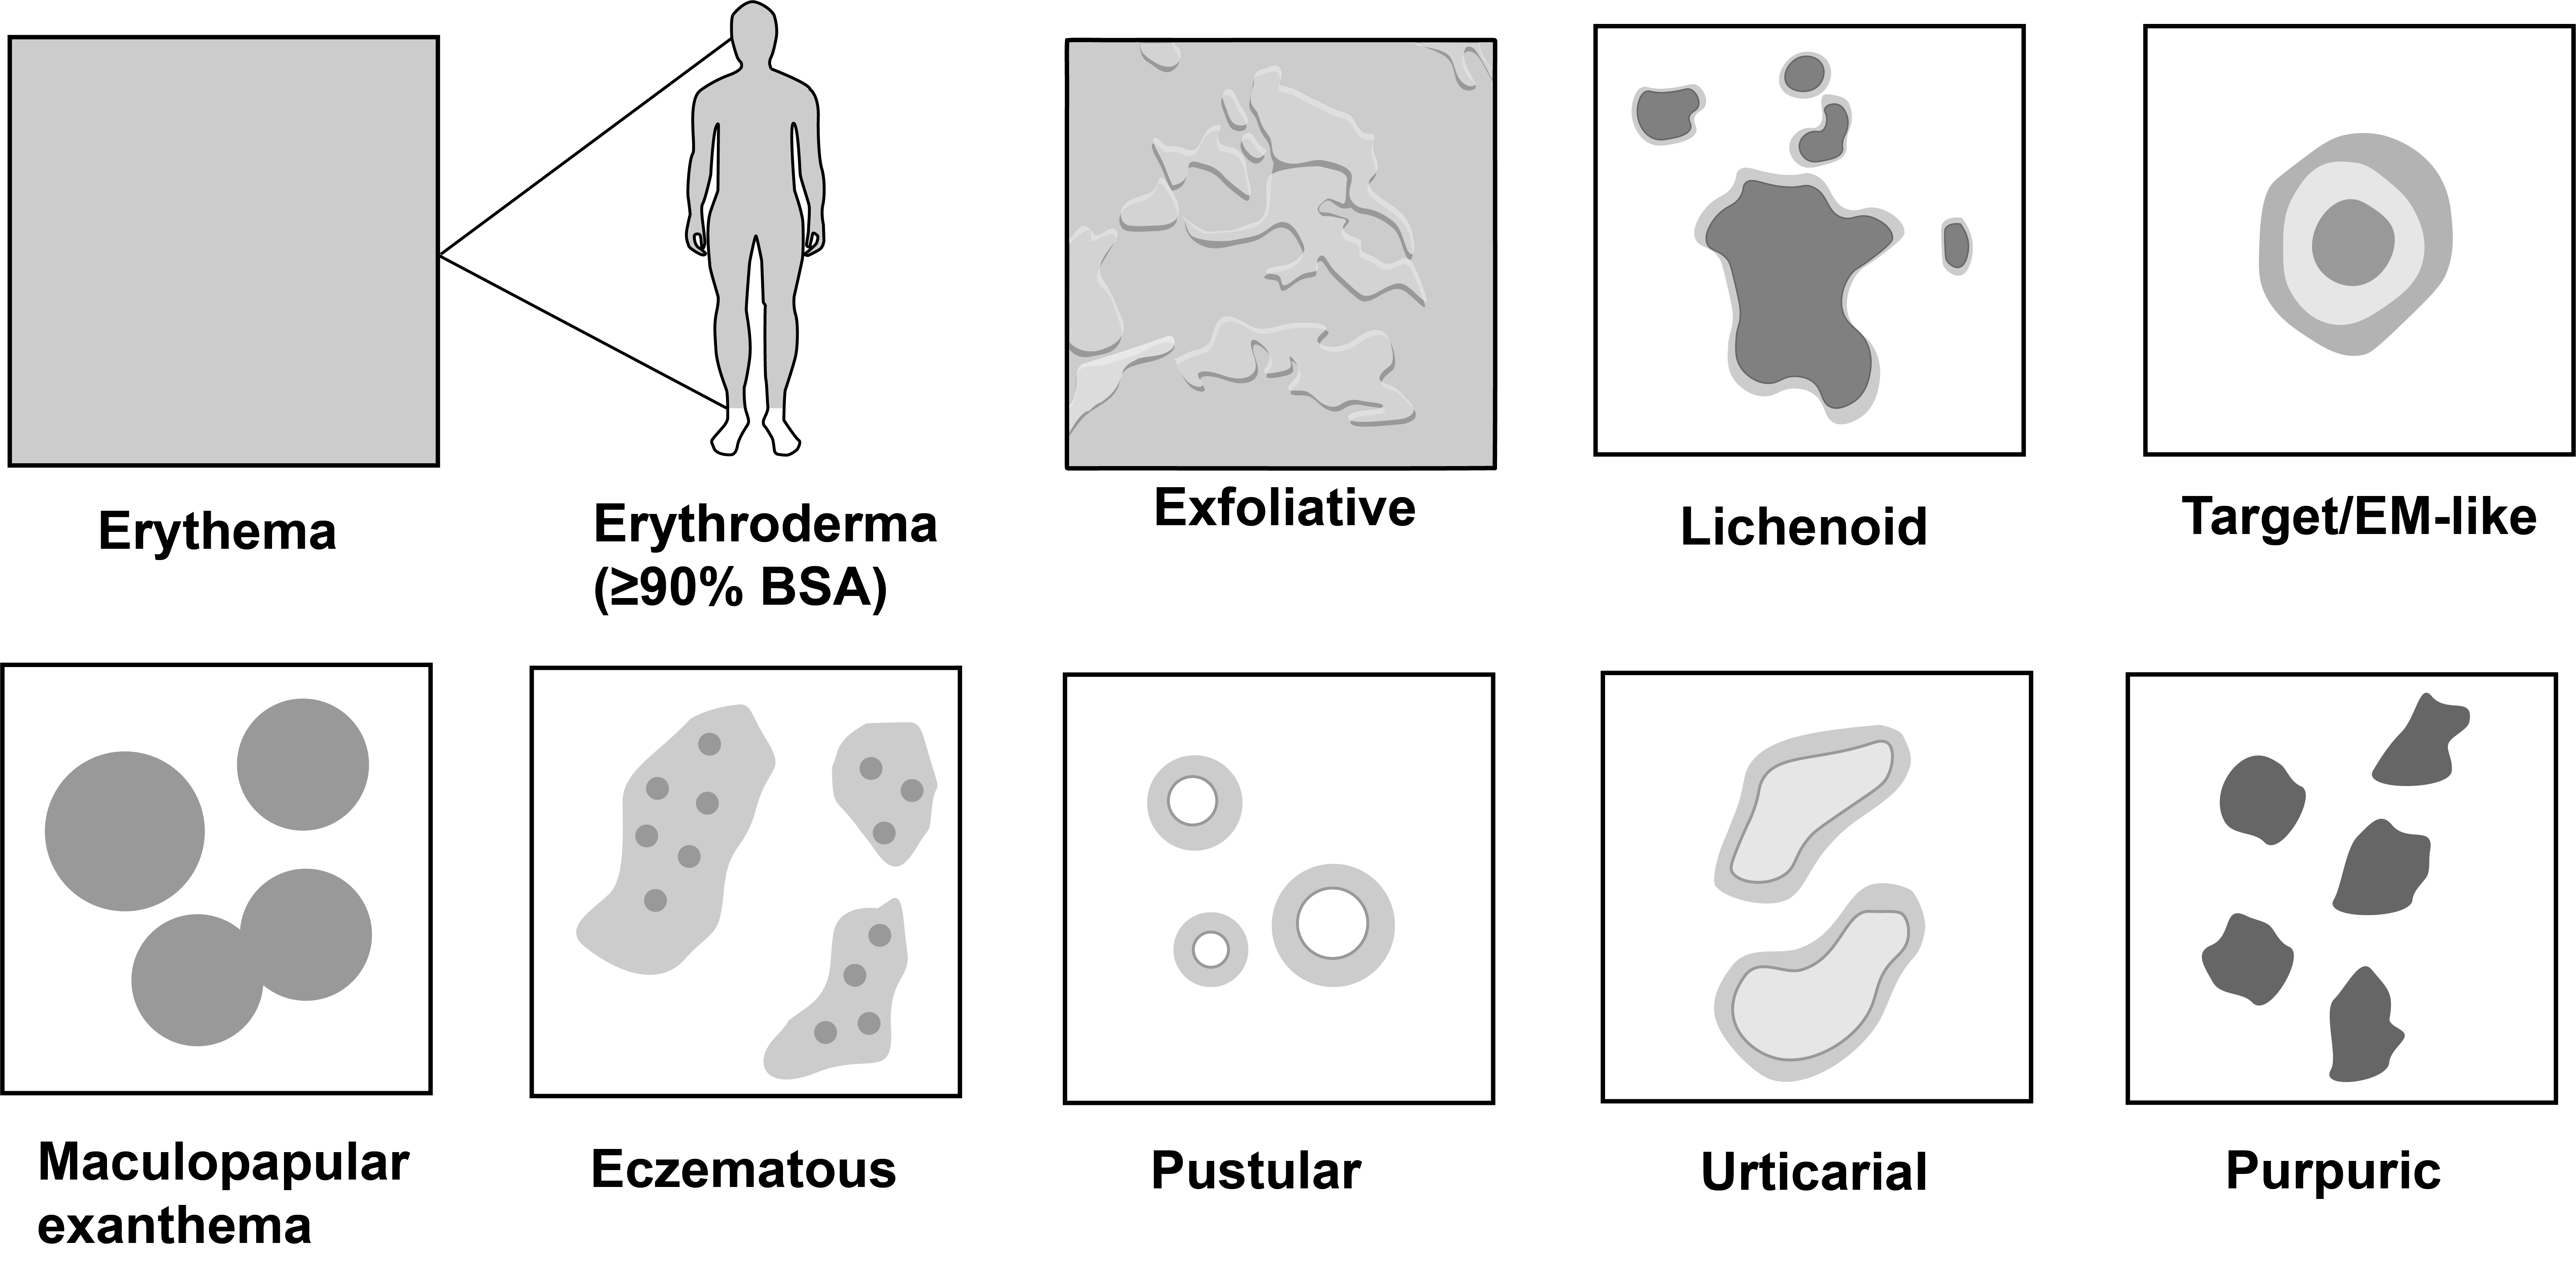 Erythema
Erythroderma
(≥90% BSA)
Exfoliative
Lichenoid
Target/EM-like
Maculopapular
exanthema
Eczematous
Pustular
Urticarial
Purpuric